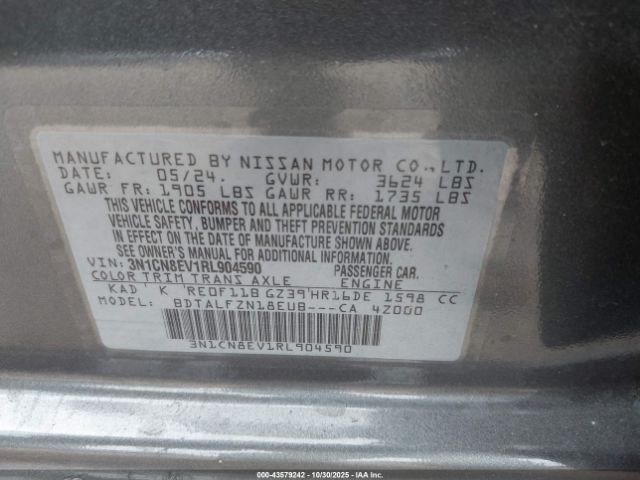 MANUFACTURED BY NISSAN MOTOR CO., LTD.
DATE: 05/24. GVWR: 3624 LBS
GAWR FR: 1905 LBS GAWR RR: 1735 LBS
THIS VEHICLE CONFORMS TO ALL APPLICABLE FEDERAL MOTOR
VEHICLE SAFETY, BUMPER AND THEFT PREVENTION STANDARDS
IN EFFECT ON THE DATE OF MANUFACTURE SHOWN ABOVE.
SEE OWNER'S MANUAL FOR ADDITIONAL INFORMATION.
VIN: 3N1CN8EV1RL904590 PASSENGER CAR.
COLOR TRIM TRANS AXLE ENGINE
KAD' K 'RE0F11B GZ39'HR16DE 1598 CC
MODEL: BDTALFZN18EUB---CA 4Z000
3N1CN8EV1RL904590
000-43579242 - 10/30/2025 - © IAA Holdings, LLC